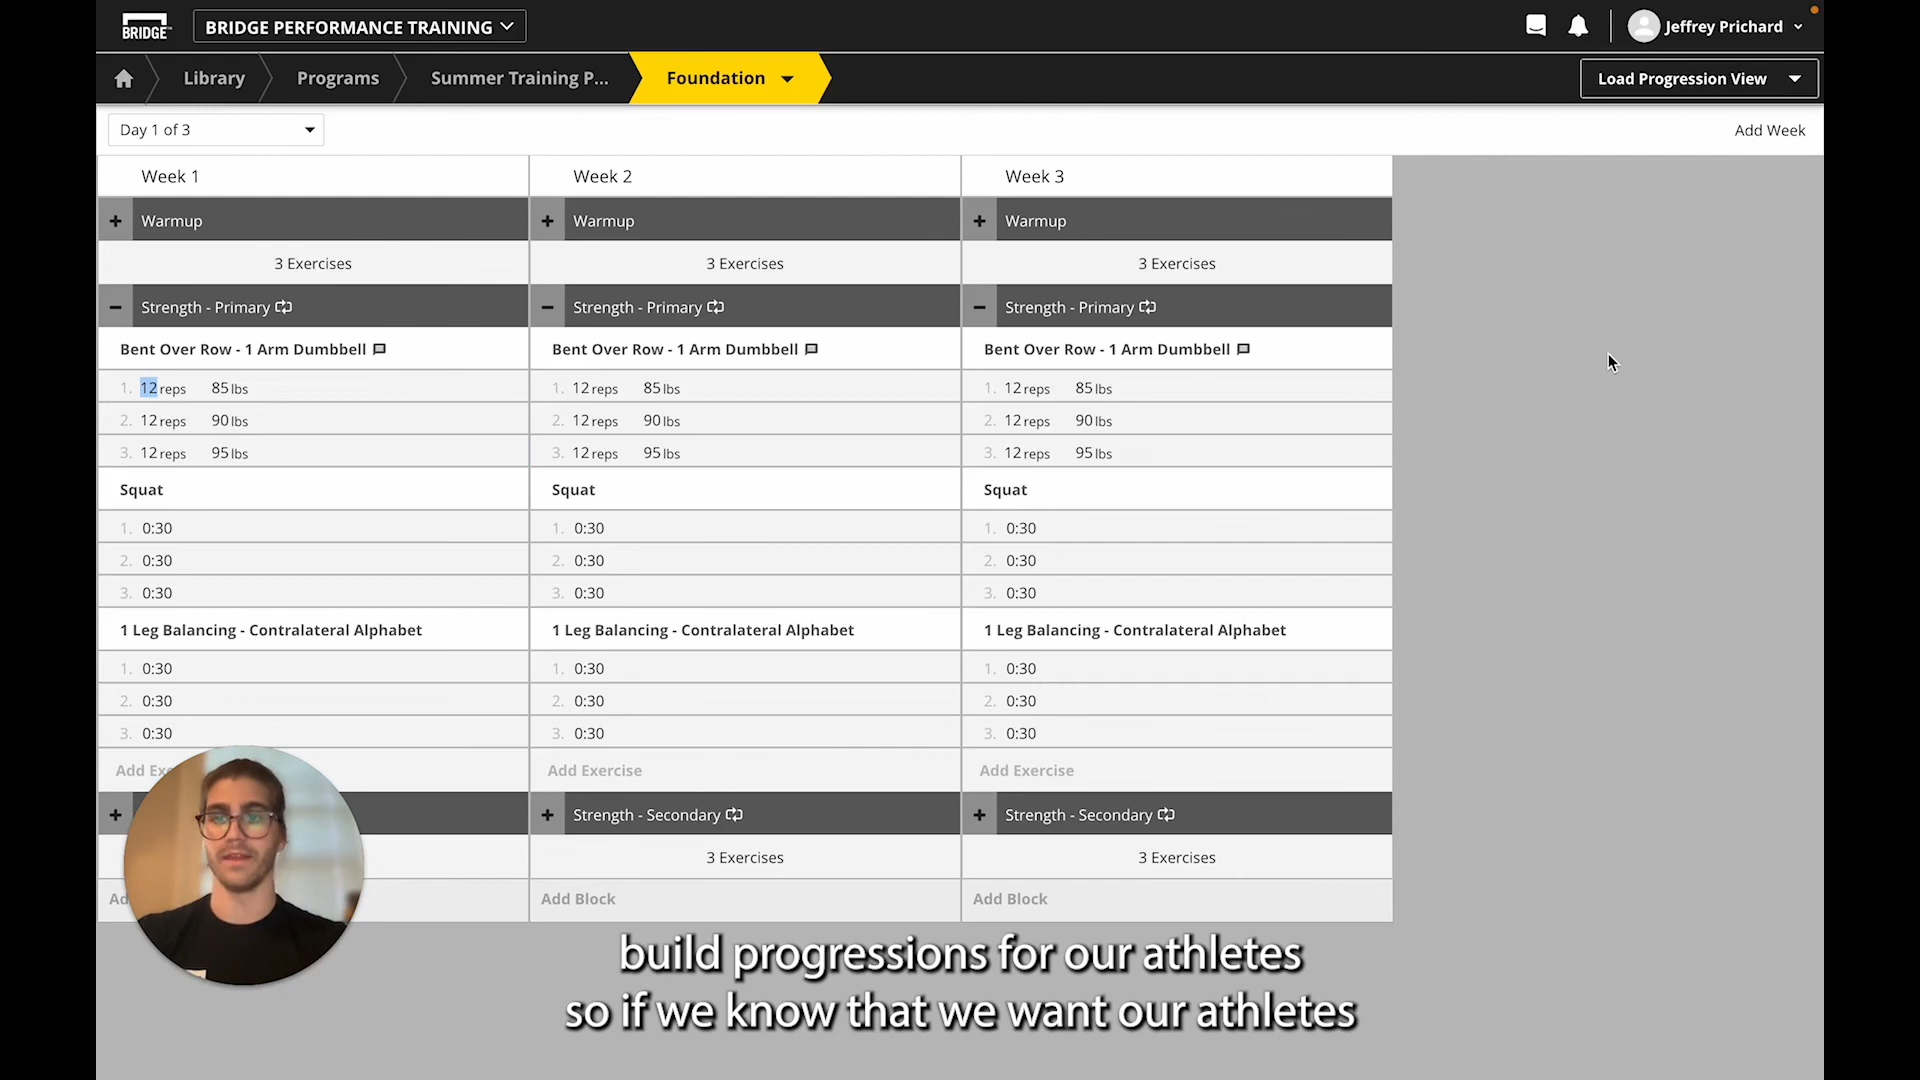 BRIDGE™
BRIDGE PERFORMANCE TRAINING
Jeffrey Prichard
Library
Programs
Summer Training P...
Foundation
Load Progression View
Day 1 of 3
Add Week
Week 1
Week 2
Week 3
Warmup
Warmup
Warmup
3 Exercises
3 Exercises
3 Exercises
Strength - Primary
Strength - Primary
Strength - Primary
Bent Over Row - 1 Arm Dumbbell
Bent Over Row - 1 Arm Dumbbell
Bent Over Row - 1 Arm Dumbbell
1. 12 reps 85 lbs
1. 12 reps 85 lbs
1. 12 reps 85 lbs
2. 12 reps 90 lbs
2. 12 reps 90 lbs
2. 12 reps 90 lbs
3. 12 reps 95 lbs
3. 12 reps 95 lbs
3. 12 reps 95 lbs
Squat
Squat
Squat
1. 0:30
1. 0:30
1. 0:30
2. 0:30
2. 0:30
2. 0:30
3. 0:30
3. 0:30
3. 0:30
1 Leg Balancing - Contralateral Alphabet
1 Leg Balancing - Contralateral Alphabet
1 Leg Balancing - Contralateral Alphabet
1. 0:30
1. 0:30
1. 0:30
2. 0:30
2. 0:30
2. 0:30
3. 0:30
3. 0:30
3. 0:30
Add Ex
Add Exercise
Add Exercise
Strength - Secondary
Strength - Secondary
3 Exercises
3 Exercises
Ad
Add Block
Add Block
build progressions for our athletes
so if we know that we want our athletes